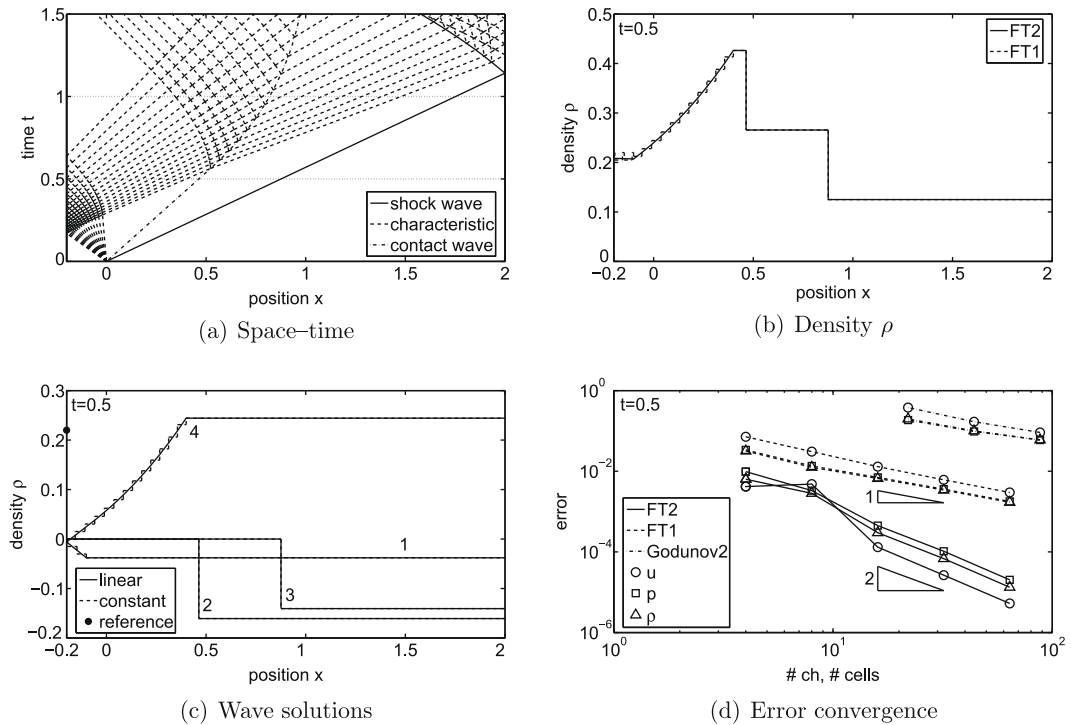 1.5
1
0.5
0
time t
0
0.5
1
1.5
2
position x
shock wave
characteristic
contact wave
(a) Space–time
t=0.5
0.5
0.4
0.3
0.2
0.1
0
density ρ
−0.2
0
0.5
1
1.5
2
position x
FT2
FT1
(b) Density ρ
t=0.5
0.3
0.2
0.1
0
−0.1
−0.2
density ρ
4
1
2
3
linear
constant
reference
−0.2
0
0.5
1
1.5
2
position x
(c) Wave solutions
t=0.5
10^0
10^−2
10^−4
10^−6
error
1
2
FT2
FT1
Godunov2
u
p
ρ
10^0
10^1
10^2
# ch, # cells
(d) Error convergence